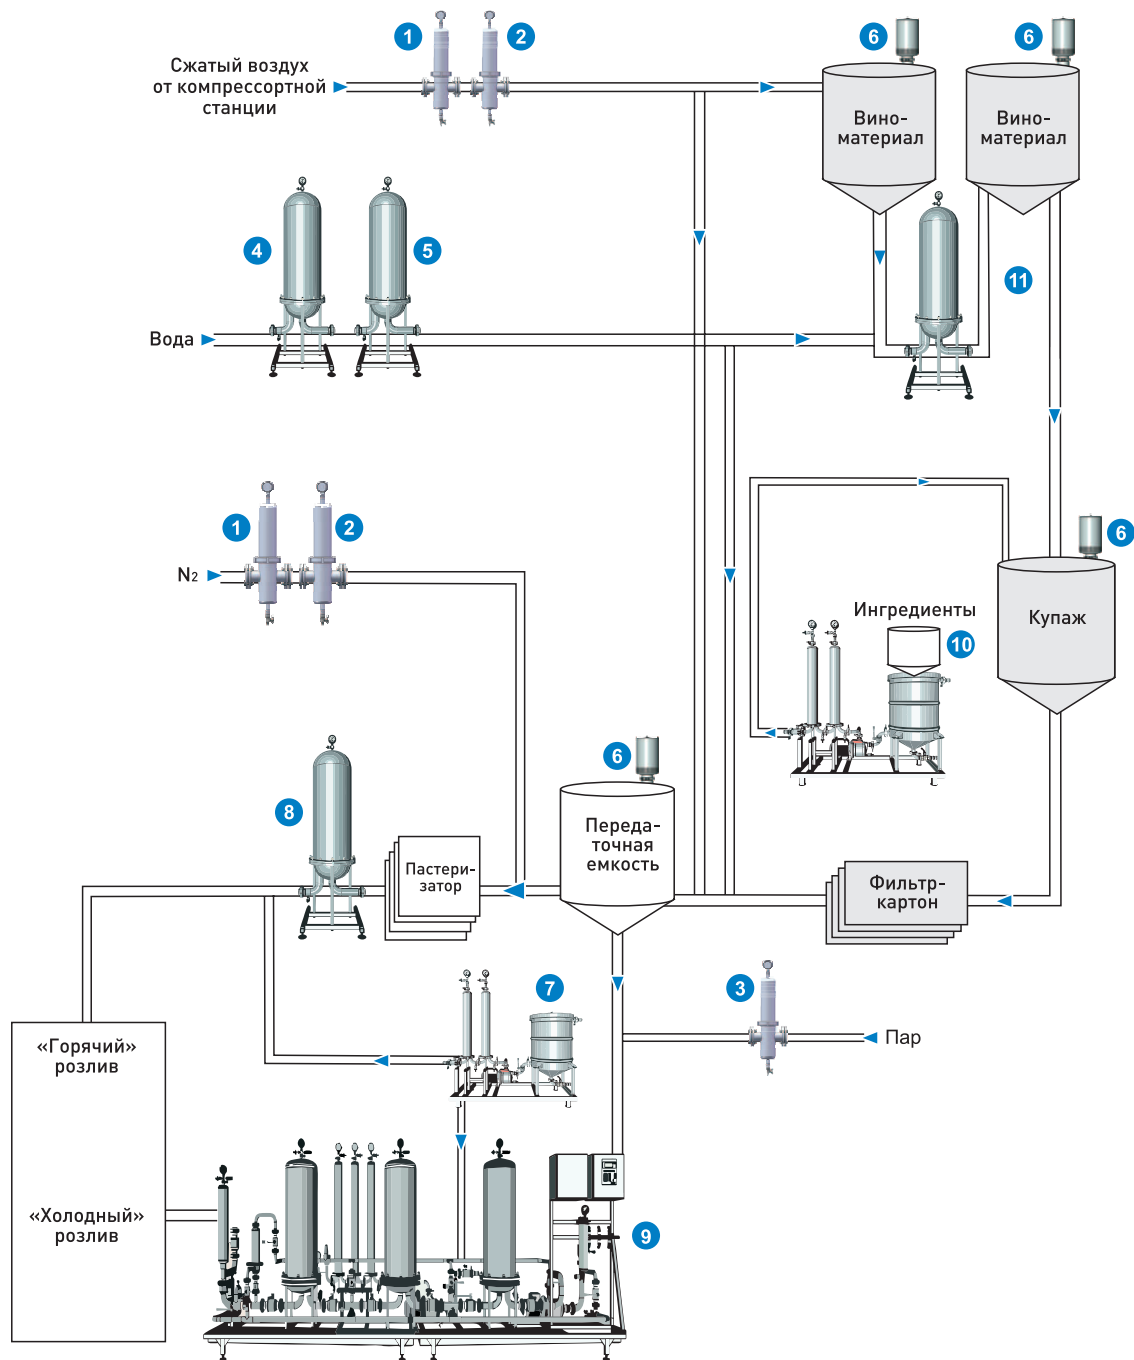 1
2
6
6
Сжатый воздух
от компрессортной
станции
Вино-
материал
Вино-
материал
4
5
11
Вода
1
2
6
N2
Ингредиенты
10
Купаж
6
8
Переда-
точная
емкость
Пастери-
затор
Фильтр-
картон
7
3
Пар
«Горячий»
розлив
«Холодный»
розлив
9